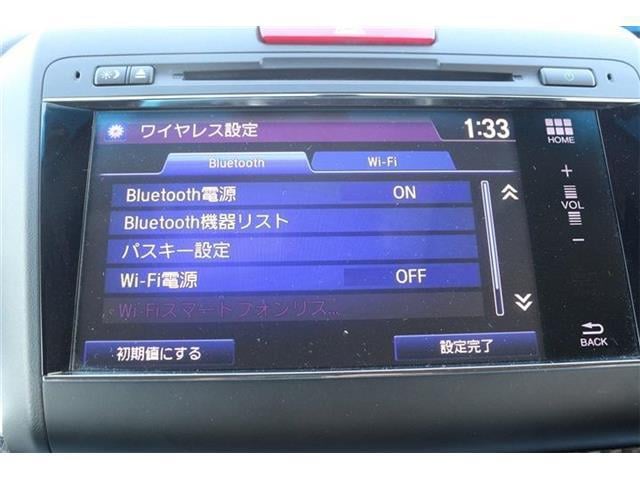 ワイヤレス設定
1:33
HOME
Bluetooth
Wi-Fi
Bluetooth電源 ON
Bluetooth機器リスト
パスキー設定
Wi-Fi電源 OFF
Wi-Fiスマートフォンリス...
初期値にする
設定完了
+
VOL
−
BACK